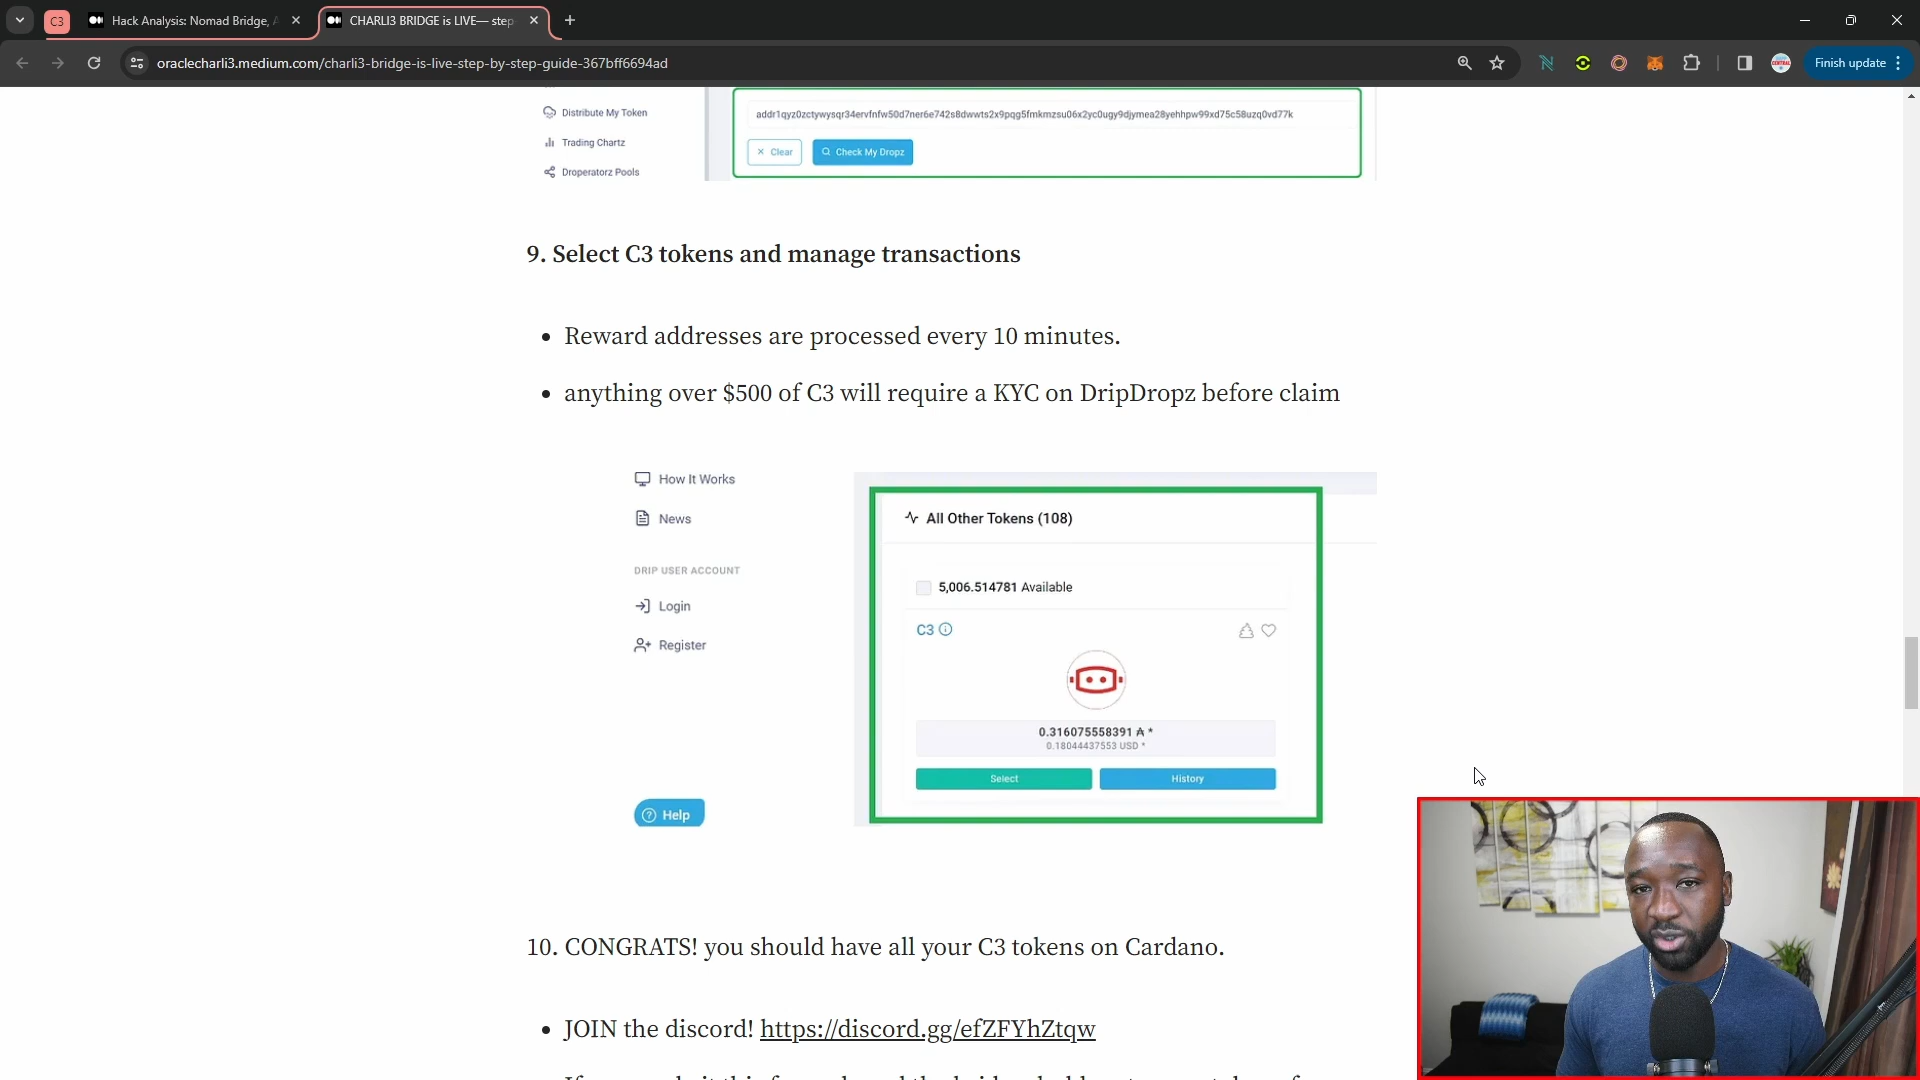 C3
Hack Analysis: Nomad Bridge, A
CHARLI3 BRIDGE is LIVE— step
oraclecharli3.medium.com/charli3-bridge-is-live-step-by-step-guide-367bff6694ad
Finish update
Distribute My Token
Trading Chartz
Droperatorz Pools
addr1qyz0zctywysqr34ervfnfw50d7ner6e742s8dwwts2x9pqg5fmkmzsu06x2yc0ugy9djymea28yehhpw99xd75c58uzq0vd77k
Clear
Check My Dropz
9. Select C3 tokens and manage transactions
• Reward addresses are processed every 10 minutes.
• anything over $500 of C3 will require a KYC on DripDropz before claim
How It Works
News
DRIP USER ACCOUNT
Login
Register
Help
All Other Tokens (108)
5,006.514781 Available
C3
0.316075558391 ₳ *
0.18044437553 USD *
Select
History
10. CONGRATS! you should have all your C3 tokens on Cardano.
• JOIN the discord! https://discord.gg/efZFYhZtqw